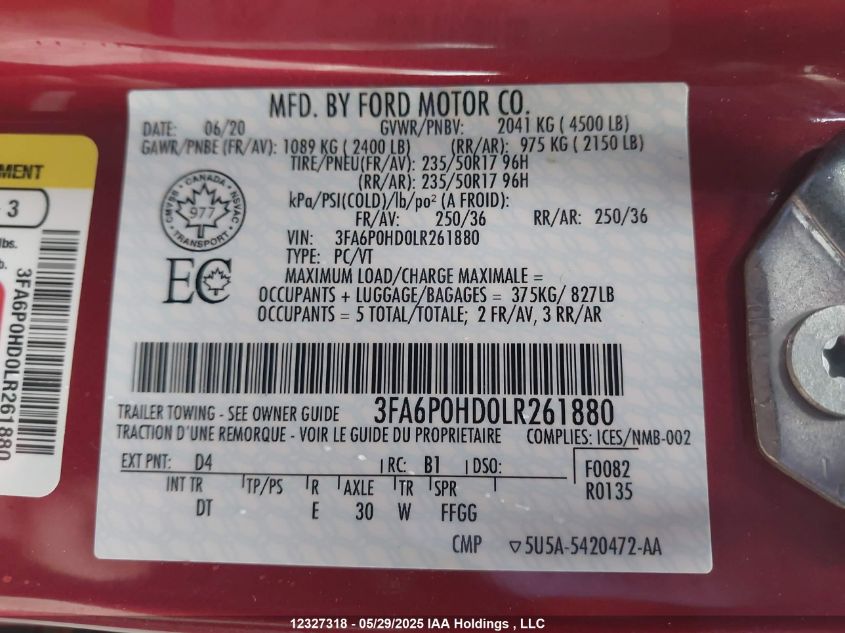 MFD. BY FORD MOTOR CO.
DATE: 06/20 GVWR/PNBV: 2041 KG ( 4500 LB)
GAWR/PNBE (FR/AV): 1089 KG ( 2400 LB) (RR/AR): 975 KG ( 2150 LB)
TIRE/PNEU(FR/AV): 235/50R17 96H
(RR/AR): 235/50R17 96H
kPa/PSI(COLD)/lb/po² (A FROID):
FR/AV: 250/36 RR/AR: 250/36
VIN: 3FA6P0HD0LR261880
TYPE: PC/VT
MAXIMUM LOAD/CHARGE MAXIMALE =
OCCUPANTS + LUGGAGE/BAGAGES = 375KG/ 827LB
OCCUPANTS = 5 TOTAL/TOTALE; 2 FR/AV, 3 RR/AR
CMVSS CANADA NSVAC
977
TRANSPORT
EC
TRAILER TOWING - SEE OWNER GUIDE 3FA6P0HD0LR261880
TRACTION D'UNE REMORQUE - VOIR LE GUIDE DU PROPRIETAIRE COMPLIES: ICES/NMB-002
EXT PNT: D4 RC: B1 DSO: F0082
R0135
INT TR TP/PS R AXLE TR SPR
DT E 30 W FFGG
CMP ▽5U5A-5420472-AA
3
lbs.
b.
3FA6P0HD0LR261880
12327318 - 05/29/2025 IAA Holdings , LLC